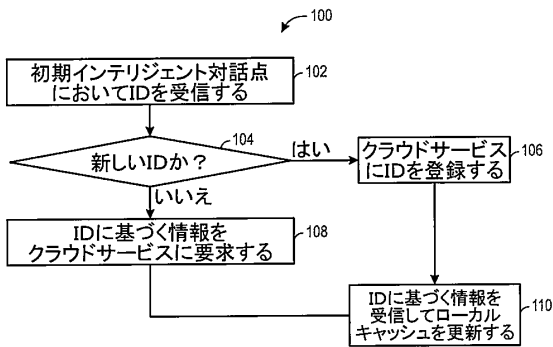 100
初期インテリジェント対話点
においてIDを受信する
102
新しいIDか？
104
はい
クラウドサービス
にIDを登録する
106
いいえ
IDに基づく情報を
クラウドサービスに要求する
108
IDに基づく情報を
受信してローカル
キャッシュを更新する
110